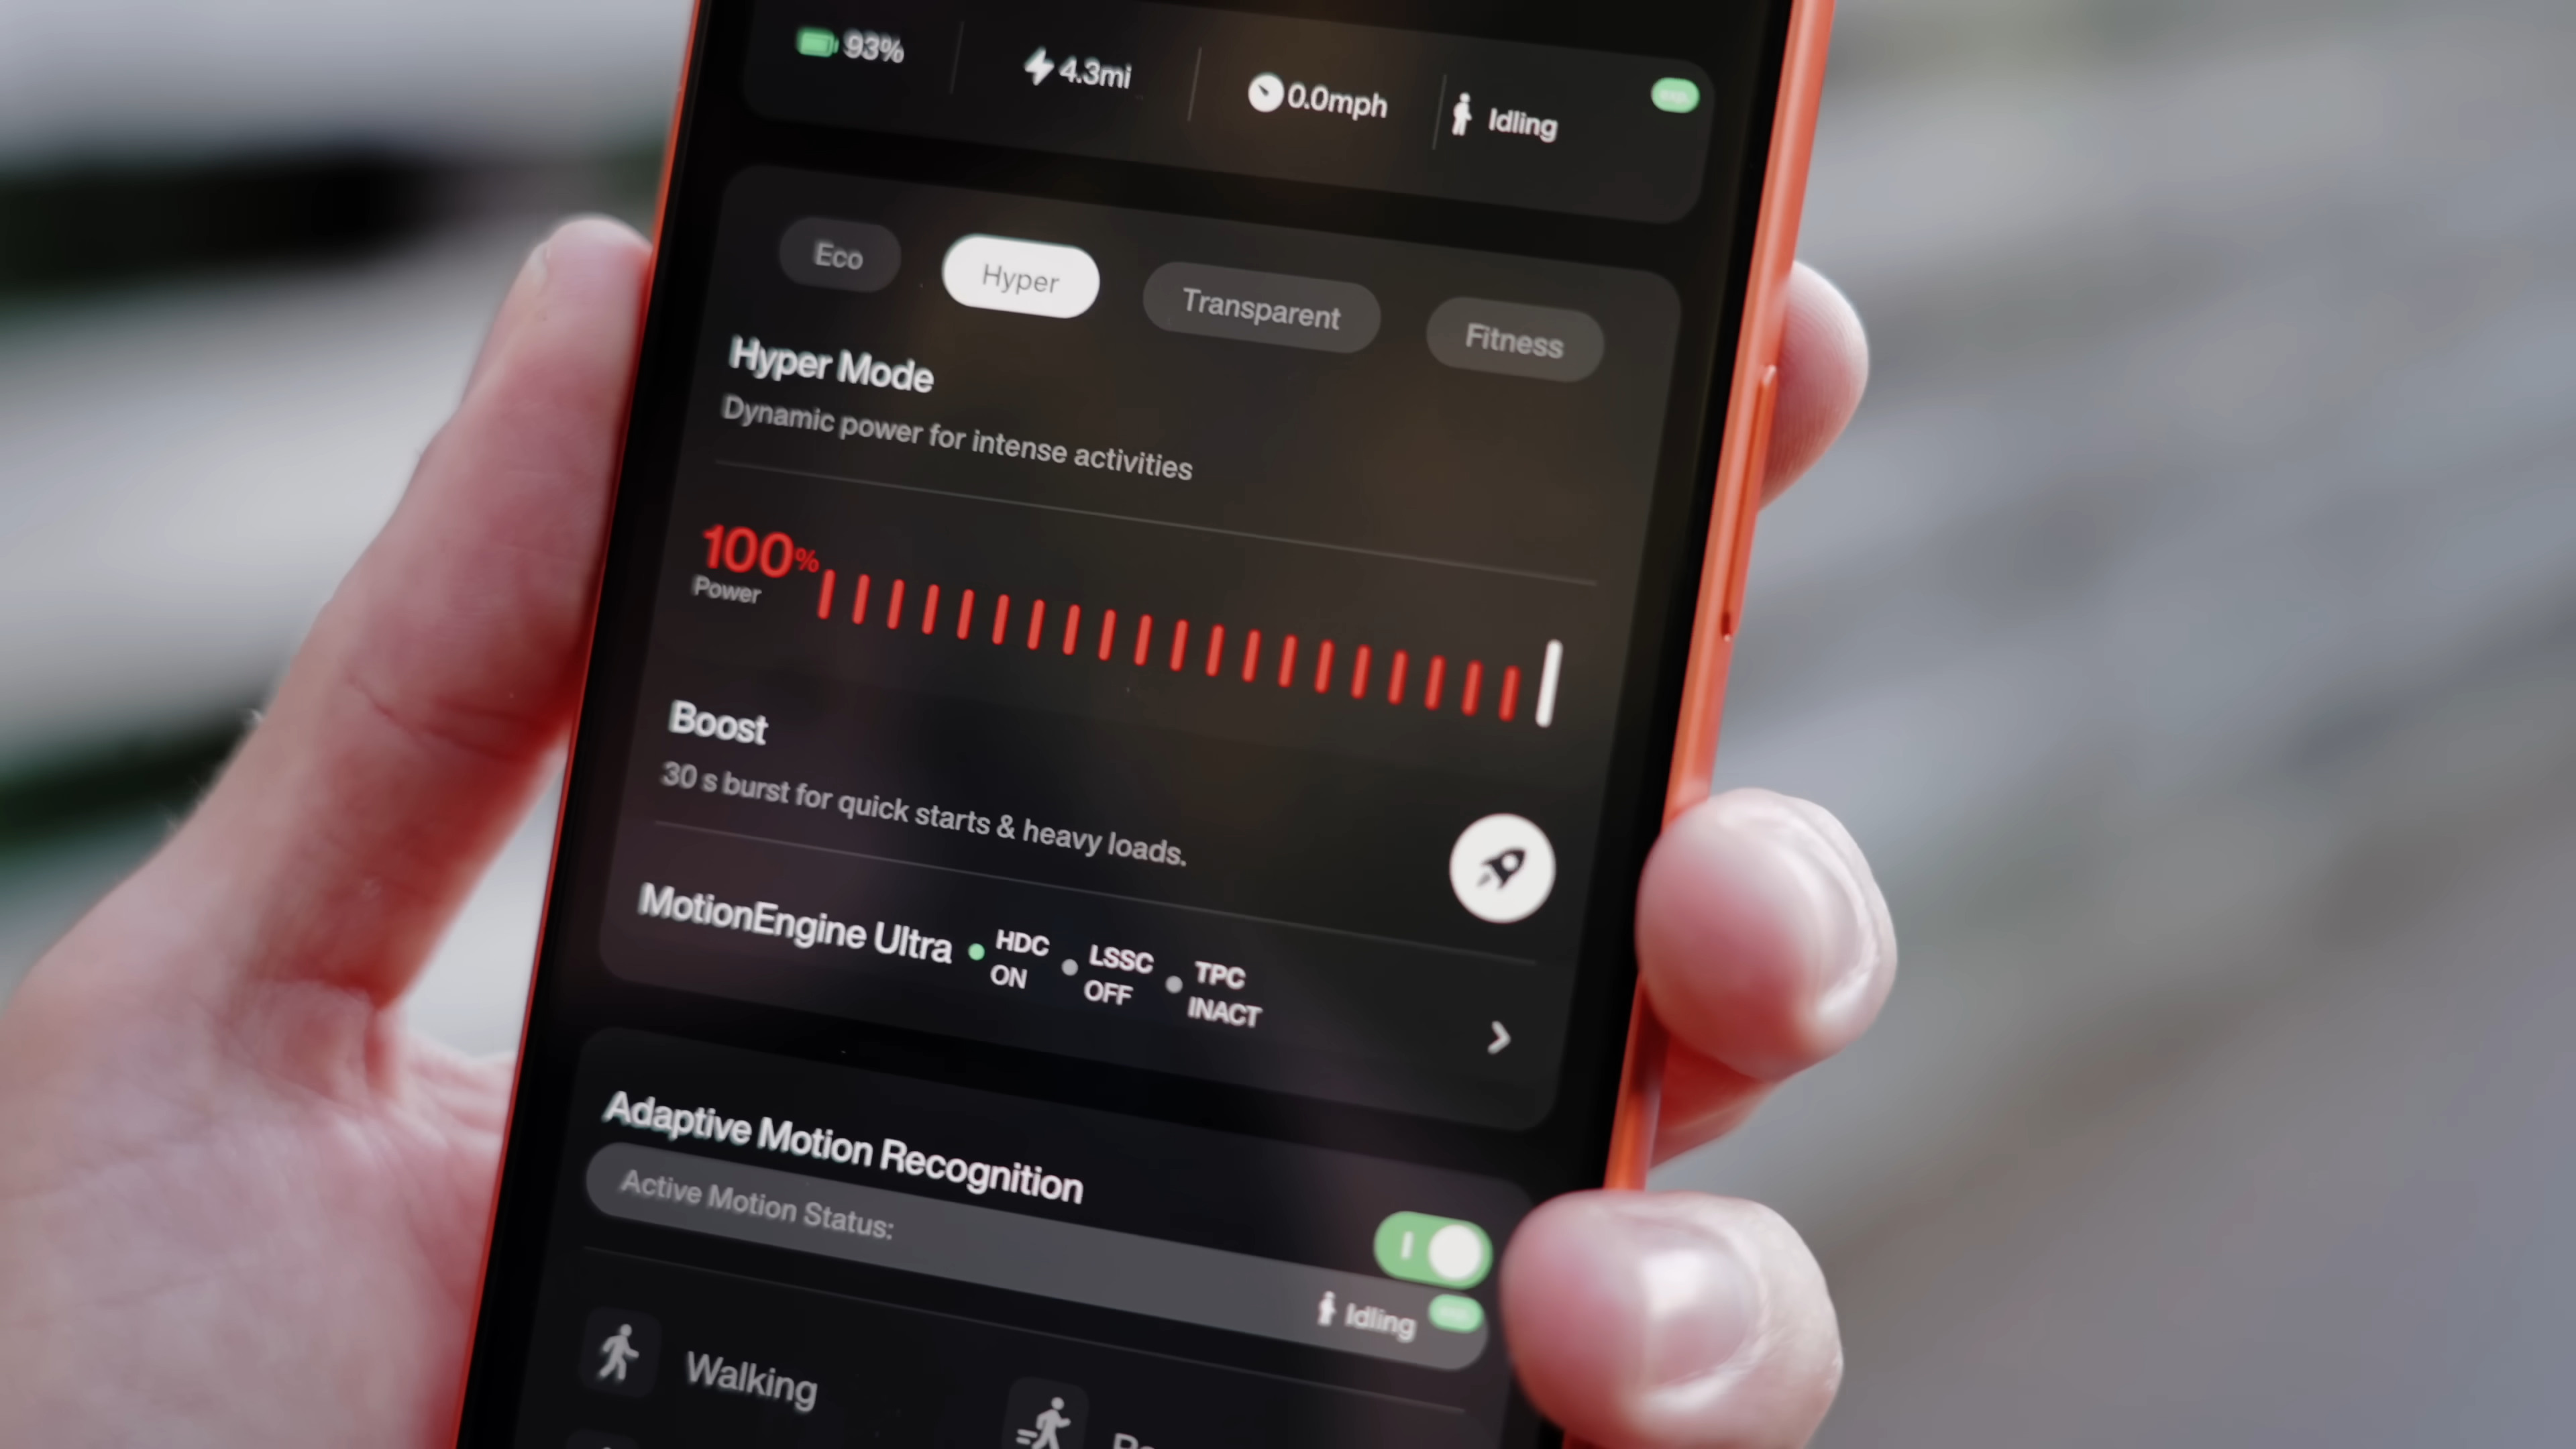 93% 4.3mi 0.0mph Idling
Eco Hyper Transparent Fitness
Hyper Mode
Dynamic power for intense activities
100%
Power
Boost
30 s burst for quick starts & heavy loads.
MotionEngine Ultra
HDC
ON
LSSC
OFF
TPC
INACT
Adaptive Motion Recognition
Active Motion Status:
Idling
Walking